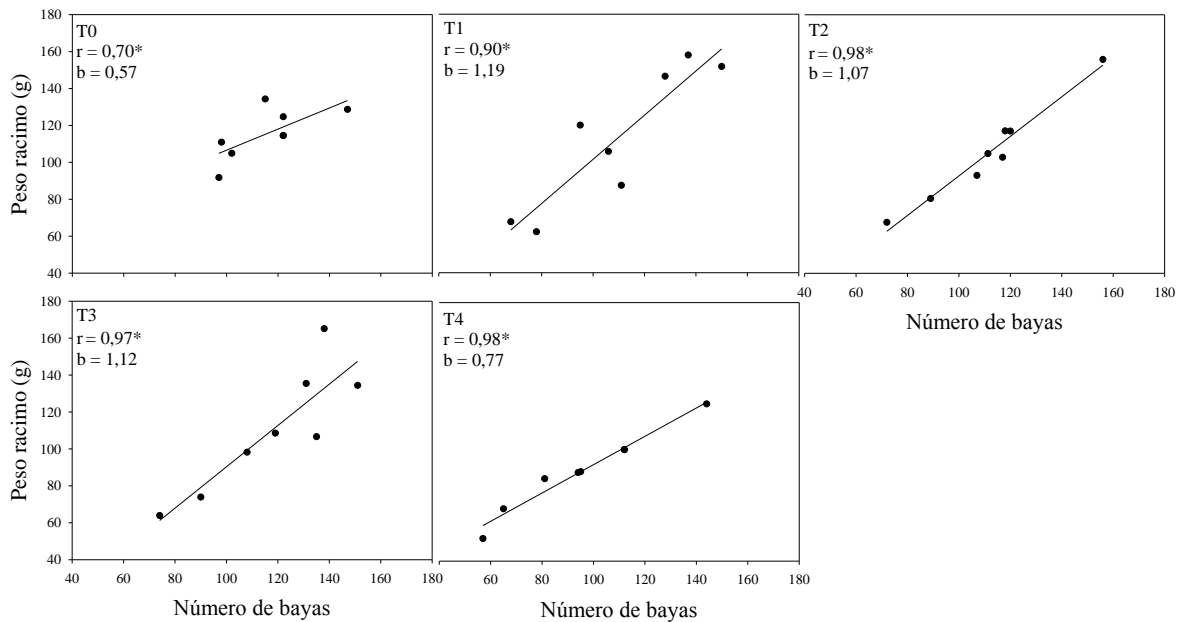 T0
r = 0,70*
b = 0,57
T1
r = 0,90*
b = 1,19
T2
r = 0,98*
b = 1,07
180
160
140
120
100
80
60
40
Peso racimo (g)
40 60 80 100 120 140 160 180
Número de bayas
T3
r = 0,97*
b = 1,12
T4
r = 0,98*
b = 0,77
180
160
140
120
100
80
60
40
Peso racimo (g)
40 60 80 100 120 140 160 180
60 80 100 120 140 160 180
Número de bayas
Número de bayas